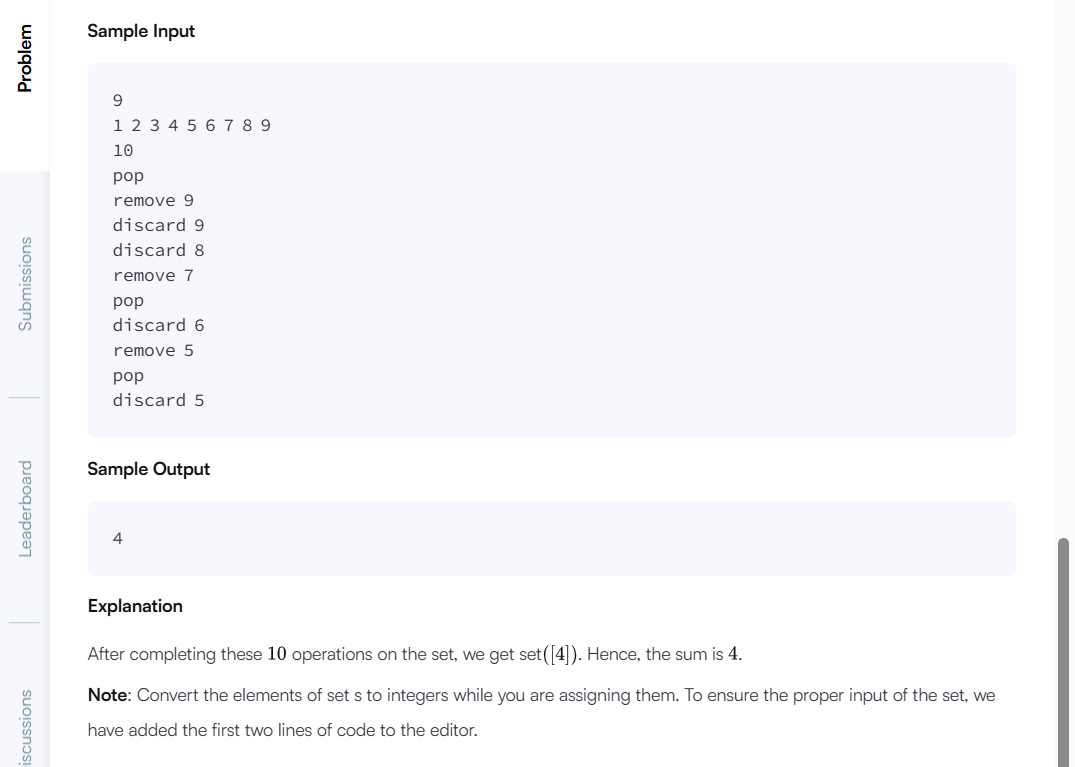 Problem
Submissions
Leaderboard
Sample Input
9
1 2 3 4 5 6 7 8 9
10
pop
remove 9
discard 9
discard 8
remove 7
pop
discard 6
remove 5
pop
discard 5
Sample Output
4
Explanation
After completing these 10 operations on the set, we get set([4]). Hence, the sum is 4.
Note: Convert the elements of set s to integers while you are assigning them. To ensure the proper input of the set, we
have added the first two lines of code to the editor.